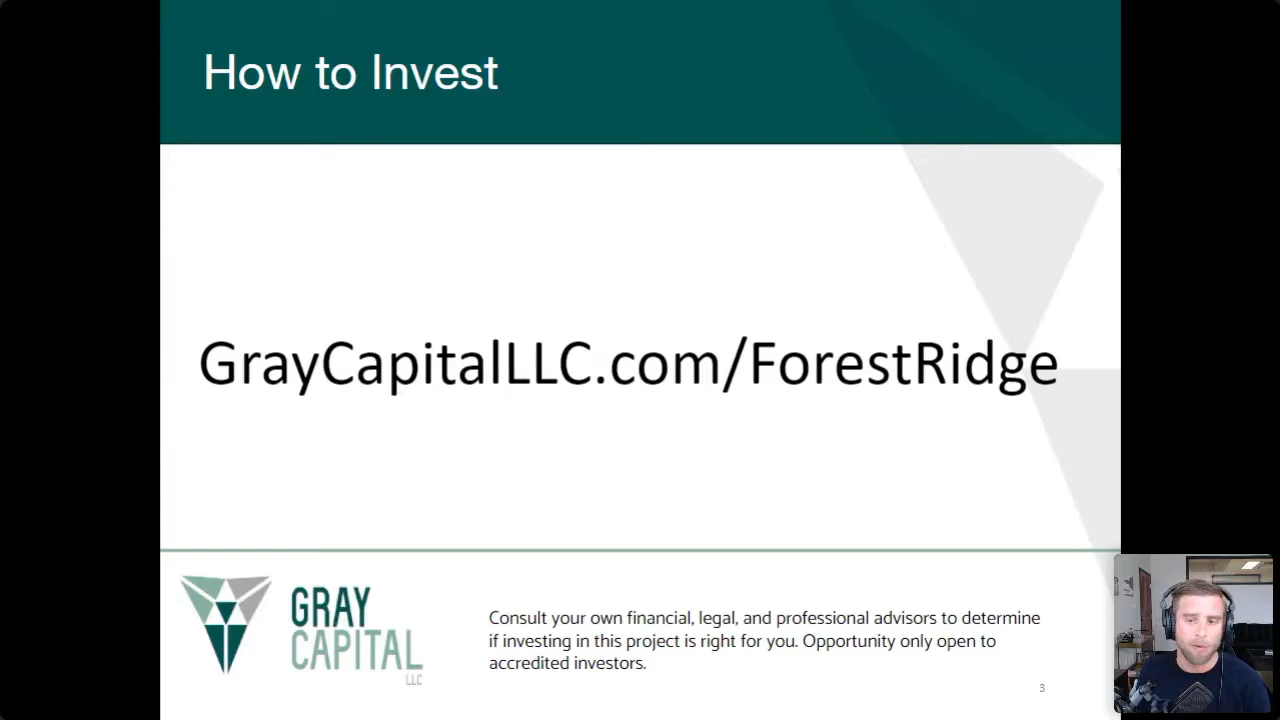 How to Invest
GrayCapitalLLC.com/ForestRidge
GRAY
CAPITAL
LLC
Consult your own financial, legal, and professional advisors to determine
if investing in this project is right for you. Opportunity only open to
accredited investors.
3